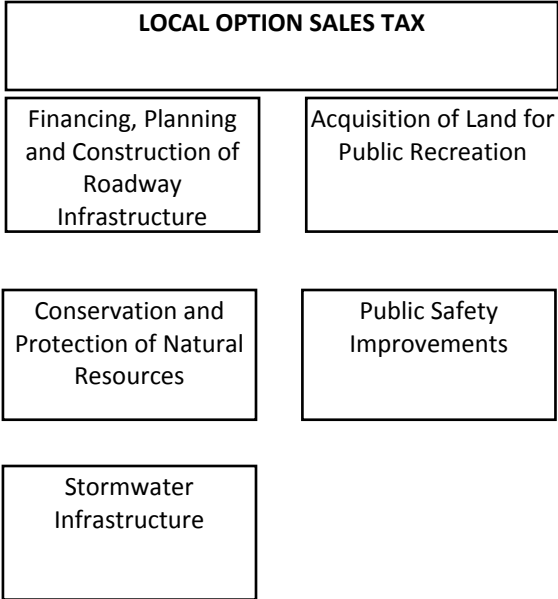 LOCAL OPTION SALES TAX
Financing, Planning
and Construction of
Roadway
Infrastructure
Acquisition of Land for
Public Recreation
Conservation and
Protection of Natural
Resources
Public Safety
Improvements
Stormwater
Infrastructure